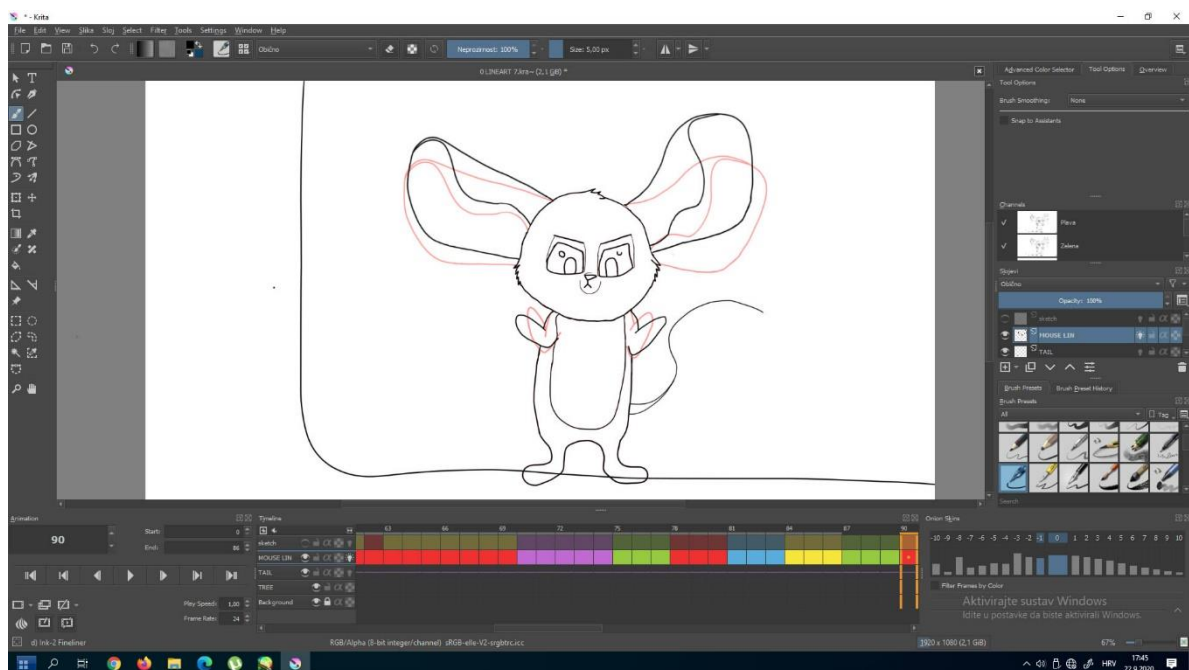 * - Krita
File Edit View Slika Sloj Select Filter Tools Settings Window Help
Obično Neprozirnost: 100% Size: 5,00 px
0 LINEART 7.kra~ (2,1 GiB) *
Advanced Color Selector Tool Options Overview
Tool Options
Brush Smoothing: None
Snap to Assistants
Channels
Plava
Zelena
Slojevi
Obično
Opacity: 100%
sketch
MOUSE LIN
TAIL
Brush Presets Brush Preset History
Brush Presets
All Tag
Search
Animation
90
Start: 0
End: 86
Play Speed: 1,00
Frame Rate: 24
Timeline
63 66 69 72 75 78 81 84 87 90
sketch
MOUSE LIN
TAIL
TREE
Background
Onion Skins
-10 -9 -8 -7 -6 -5 -4 -3 -2 -1 0 1 2 3 4 5 6 7 8 9 10
Filter Frames by Color
Aktivirajte sustav Windows
Idite u postavke da biste aktivirali Windows.
d) Ink-2 Fineliner
RGB/Alpha (8-bit integer/channel) sRGB-elle-V2-srgbtrc.icc
1920 x 1080 (2,1 GiB)
67%
HRV
17:45
22.9.2020.